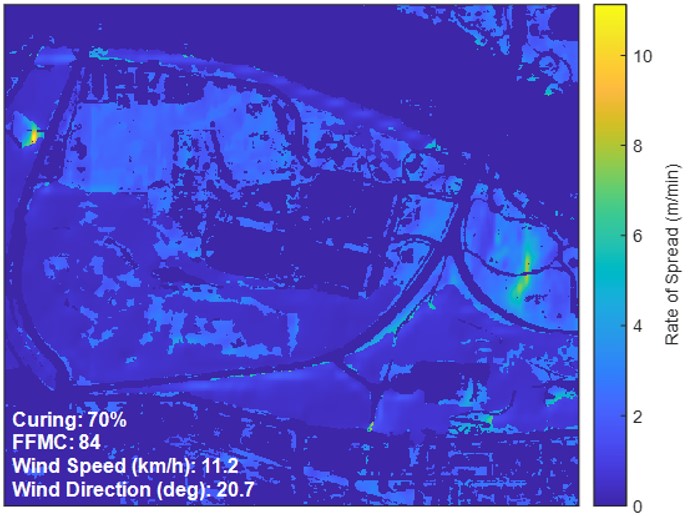 Curing: 70%
FFMC: 84
Wind Speed (km/h): 11.2
Wind Direction (deg): 20.7
10
8
6
4
2
0
Rate of Spread (m/min)